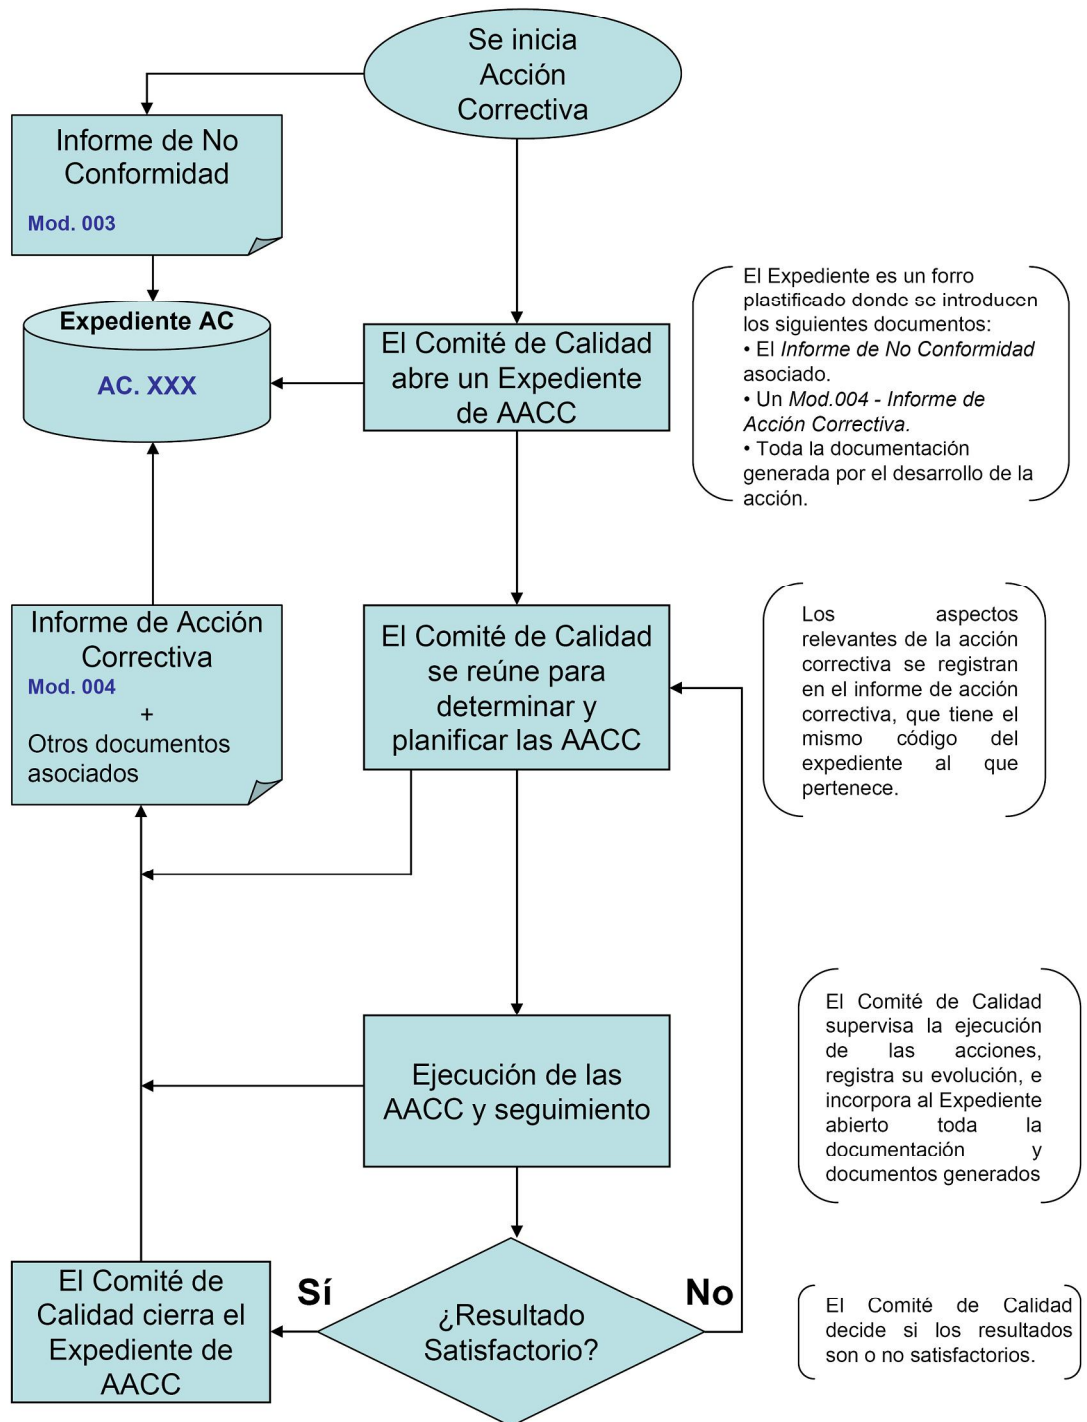 Se inicia
Acción
Correctiva
Informe de No
Conformidad
Mod. 003
Expediente AC
AC. XXX
El Comité de Calidad
abre un Expediente
de AACC
El Expediente es un forro
plastificado donde se introducen
los siguientes documentos:
• El Informe de No Conformidad
asociado.
• Un Mod.004 - Informe de
Acción Correctiva.
• Toda la documentación
generada por el desarrollo de la
acción.
Informe de Acción
Correctiva
Mod. 004
+
Otros documentos
asociados
El Comité de Calidad
se reúne para
determinar y
planificar las AACC
Los aspectos
relevantes de la acción
correctiva se registran
en el informe de acción
correctiva, que tiene el
mismo código del
expediente al que
pertenece.
Ejecución de las
AACC y seguimiento
El Comité de Calidad
supervisa la ejecución
de las acciones,
registra su evolución, e
incorpora al Expediente
abierto toda la
documentación y
documentos generados
El Comité de
Calidad cierra el
Expediente de
AACC
Sí
¿Resultado
Satisfactorio?
No
El Comité de Calidad
decide si los resultados
son o no satisfactorios.